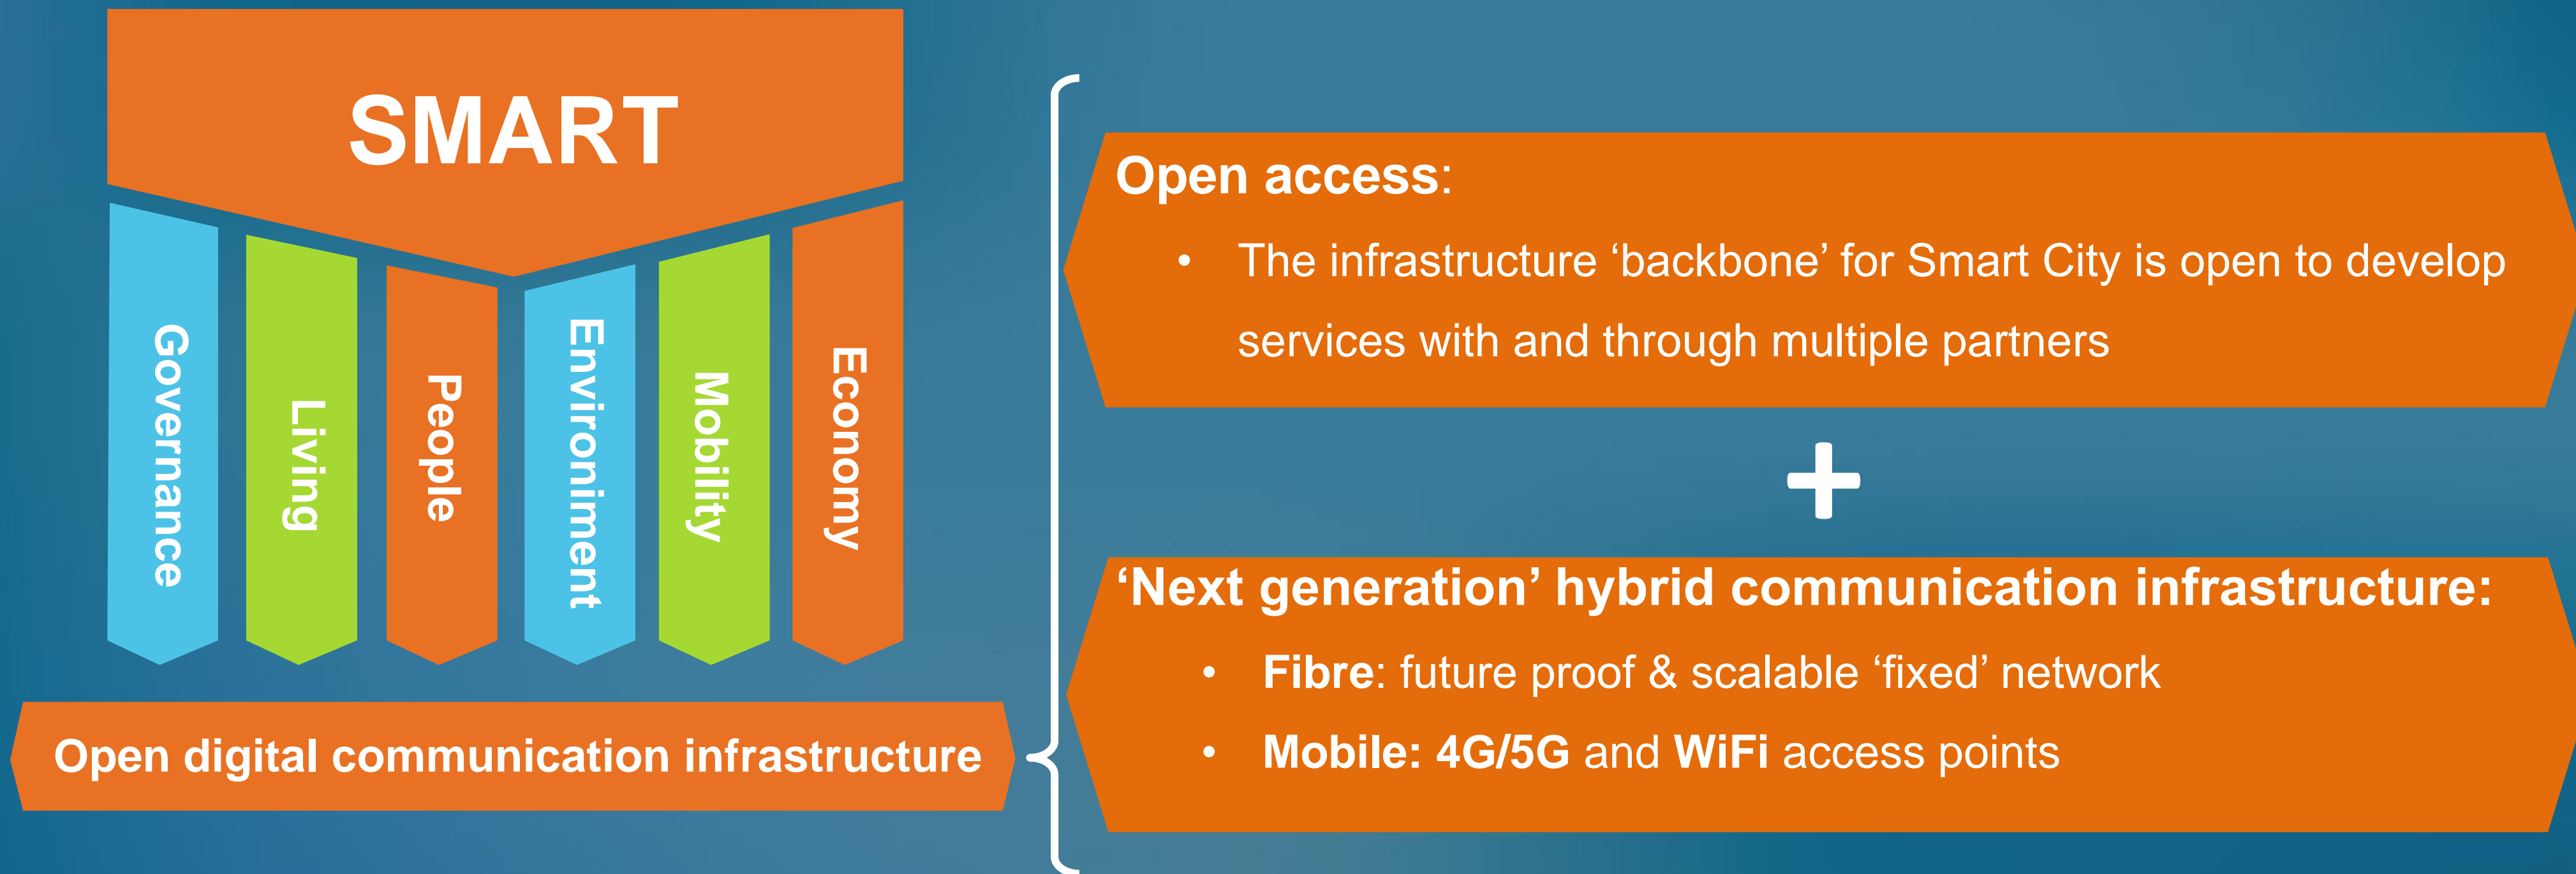 SMART
Governance
Living
People
Environiment
Mobility
Economy
Open digital communication infrastructure
Open access:
• The infrastructure ‘backbone’ for Smart City is open to develop
services with and through multiple partners
+
‘Next generation’ hybrid communication infrastructure:
• Fibre: future proof & scalable ‘fixed’ network
• Mobile: 4G/5G and WiFi access points